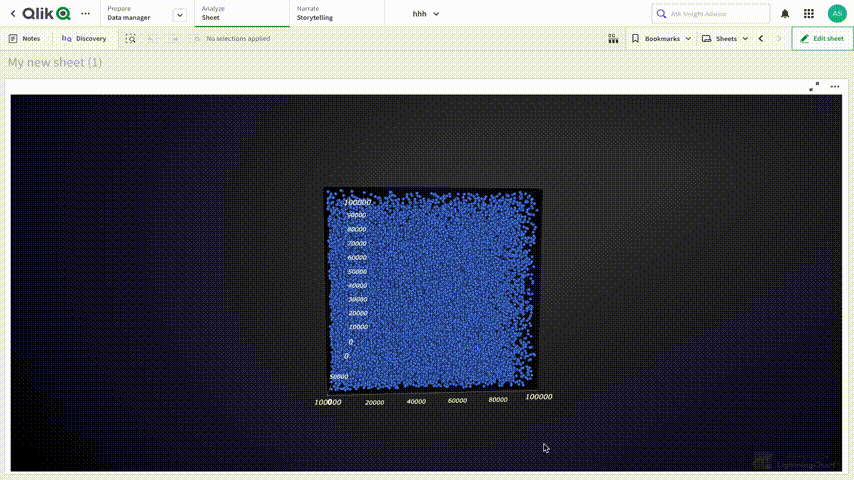 Qlik
Prepare
Data manager
Analyze
Sheet
Narrate
Storytelling
hhh
Ask Insight Advisor
AS
Notes
Discovery
No selections applied
Bookmarks
Sheets
Edit sheet
My new sheet (1)
100000
90000
80000
70000
60000
50000
40000
30000
20000
10000
0
0
50000
100000
20000
40000
60000
80000
100000
LightningChart